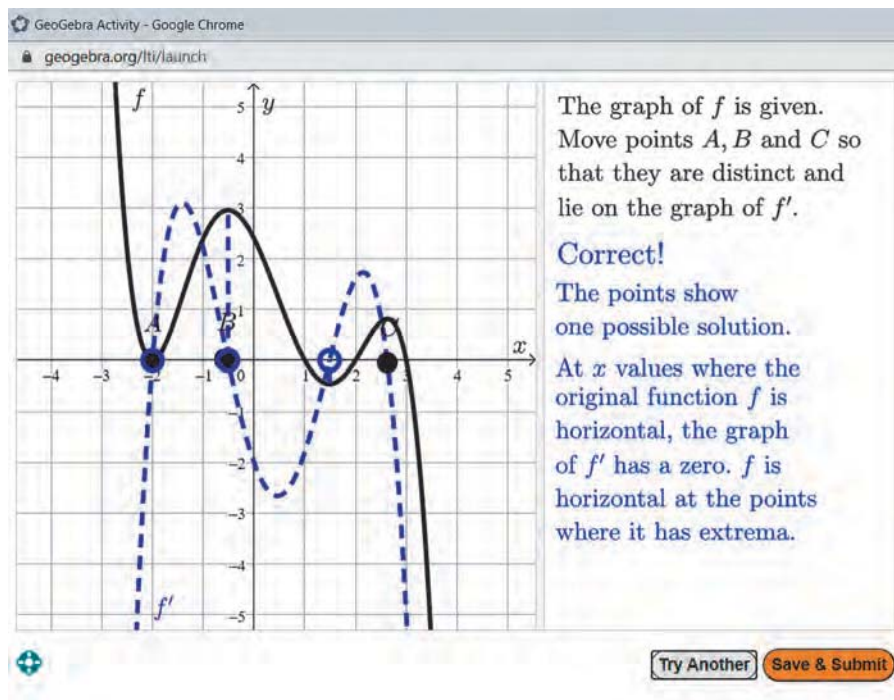 GeoGebra Activity - Google Chrome
geogebra.org/lti/launch
f
y
5
4
3
2
1
A
B
C
x
-4 -3 -2 -1 0 1 2 3 4 5
-1
-2
-3
-4
-5
f′
The graph of f is given.
Move points A, B and C so
that they are distinct and
lie on the graph of f′.
Correct!
The points show
one possible solution.
At x values where the
original function f is
horizontal, the graph
of f′ has a zero. f is
horizontal at the points
where it has extrema.
Try Another
Save & Submit